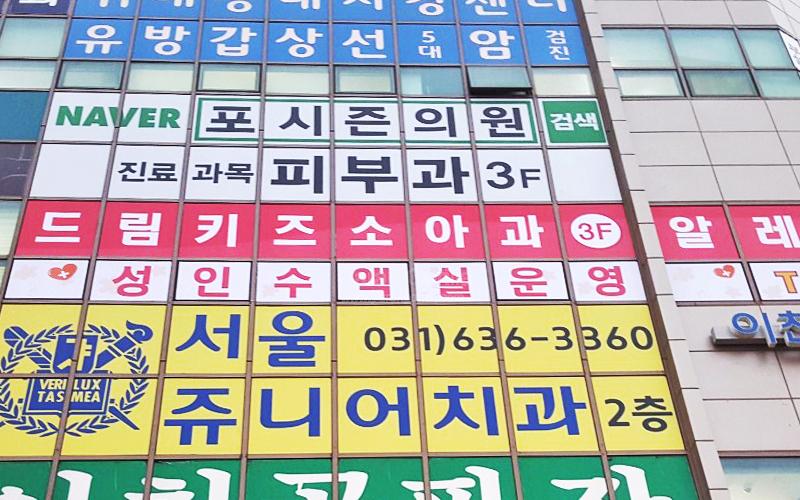 유방갑상선 5대 암 검진
NAVER 포시즌의원 검색
진료과목 피부과 3F
드림키즈소아과 3F
알레
성인수액실운영
T
이천
VERI LUX TAS MEA
서울 031)636-3360
쥬니어치과 2층